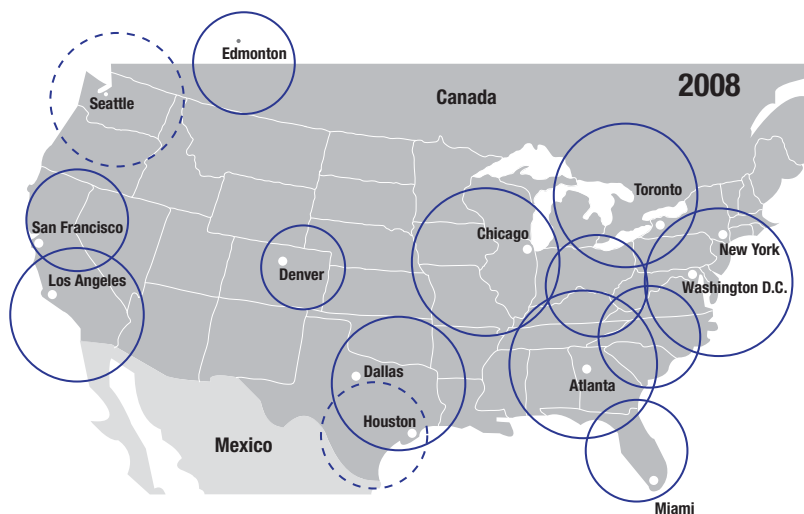 Edmonton
2008
Canada
Seattle
Toronto
San Francisco
Chicago
New York
Denver
Los Angeles
Washington D.C.
Dallas
Atlanta
Houston
Mexico
Miami